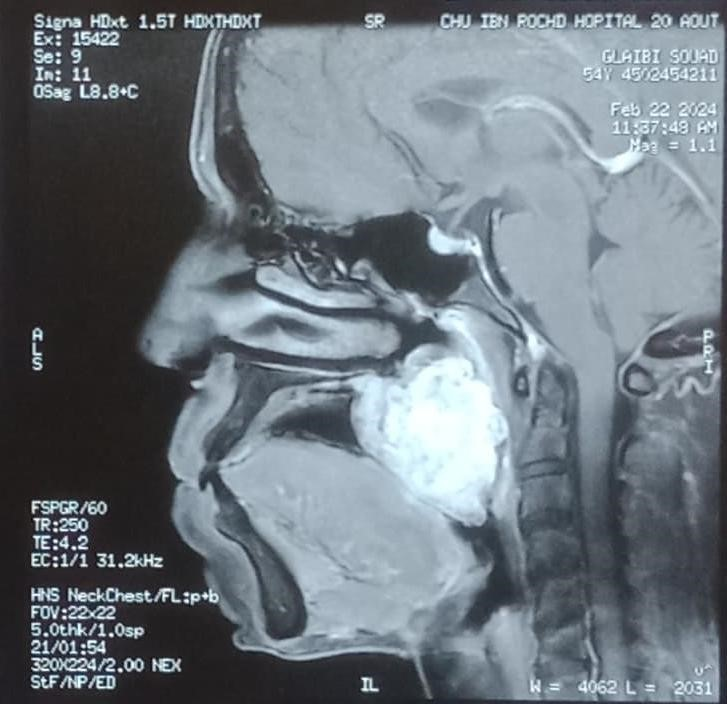 Signa HDxt 1.5T HDXTHDXT
SR
CHU IBN ROCHD HOPITAL 20 AOUT
Ex: 15422
Se: 9
Im: 11
OSag L8.8+C
GLAIBI SOUAD
54Y 4502454211
Feb 22 2024
11:37:48 AM
Mag = 1.1
A
L
S
P
R
I
FSPGR/60
TR:250
TE:4.2
EC:1/1 31.2kHz
HNS NeckChest/FL:p+b
FOV:22x22
5.0thk/1.0sp
21/01:54
320X224/2.00 NEX
StF/NP/ED
IL
W = 4062 L = 2031